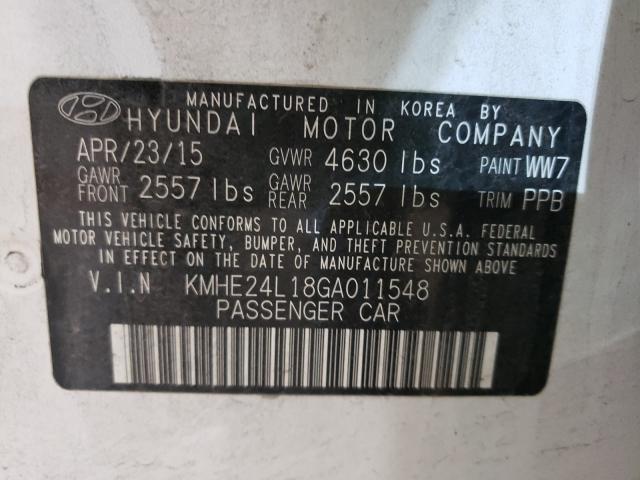 MANUFACTURED IN KOREA BY
HYUNDAI MOTOR COMPANY
APR/23/15 GVWR 4630 lbs PAINT WW7
GAWR FRONT 2557 lbs GAWR REAR 2557 lbs TRIM PPB
THIS VEHICLE CONFORMS TO ALL APPLICABLE U.S.A. FEDERAL
MOTOR VEHICLE SAFETY, BUMPER, AND THEFT PREVENTION STANDARDS
IN EFFECT ON THE DATE OF MANUFACTURE SHOWN ABOVE
V.I.N KMHE24L18GA011548
PASSENGER CAR